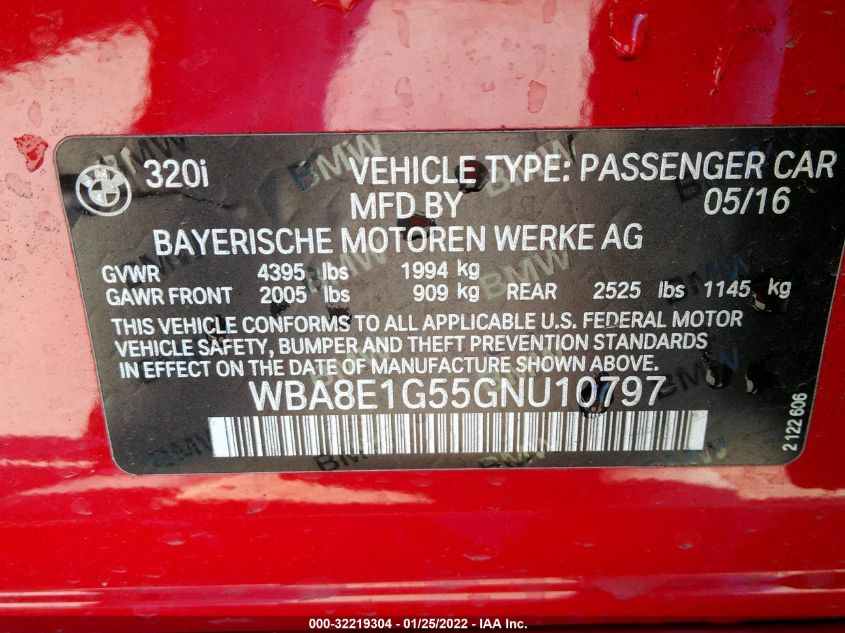 BMW 320i VEHICLE TYPE: PASSENGER CAR
MFD BY 05/16
BAYERISCHE MOTOREN WERKE AG
GVWR 4395 lbs 1994 kg
GAWR FRONT 2005 lbs 909 kg REAR 2525 lbs 1145 kg
THIS VEHICLE CONFORMS TO ALL APPLICABLE U.S. FEDERAL MOTOR
VEHICLE SAFETY, BUMPER AND THEFT PREVENTION STANDARDS
IN EFFECT ON THE DATE OF MANUFACTURE SHOWN ABOVE.
WBA8E1G55GNU10797
2 122 606
000-32219304 - 01/25/2022 - IAA Inc.